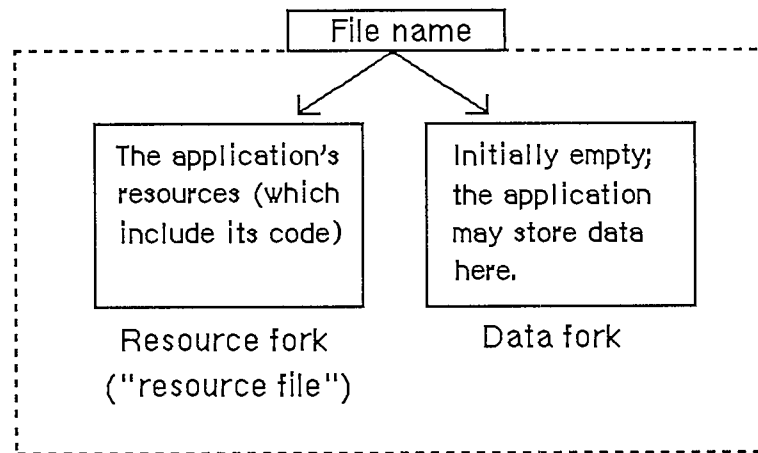 File name
The application's
resources (which
include its code)
Initially empty;
the application
may store data
here.
Resource fork
("resource file")
Data fork